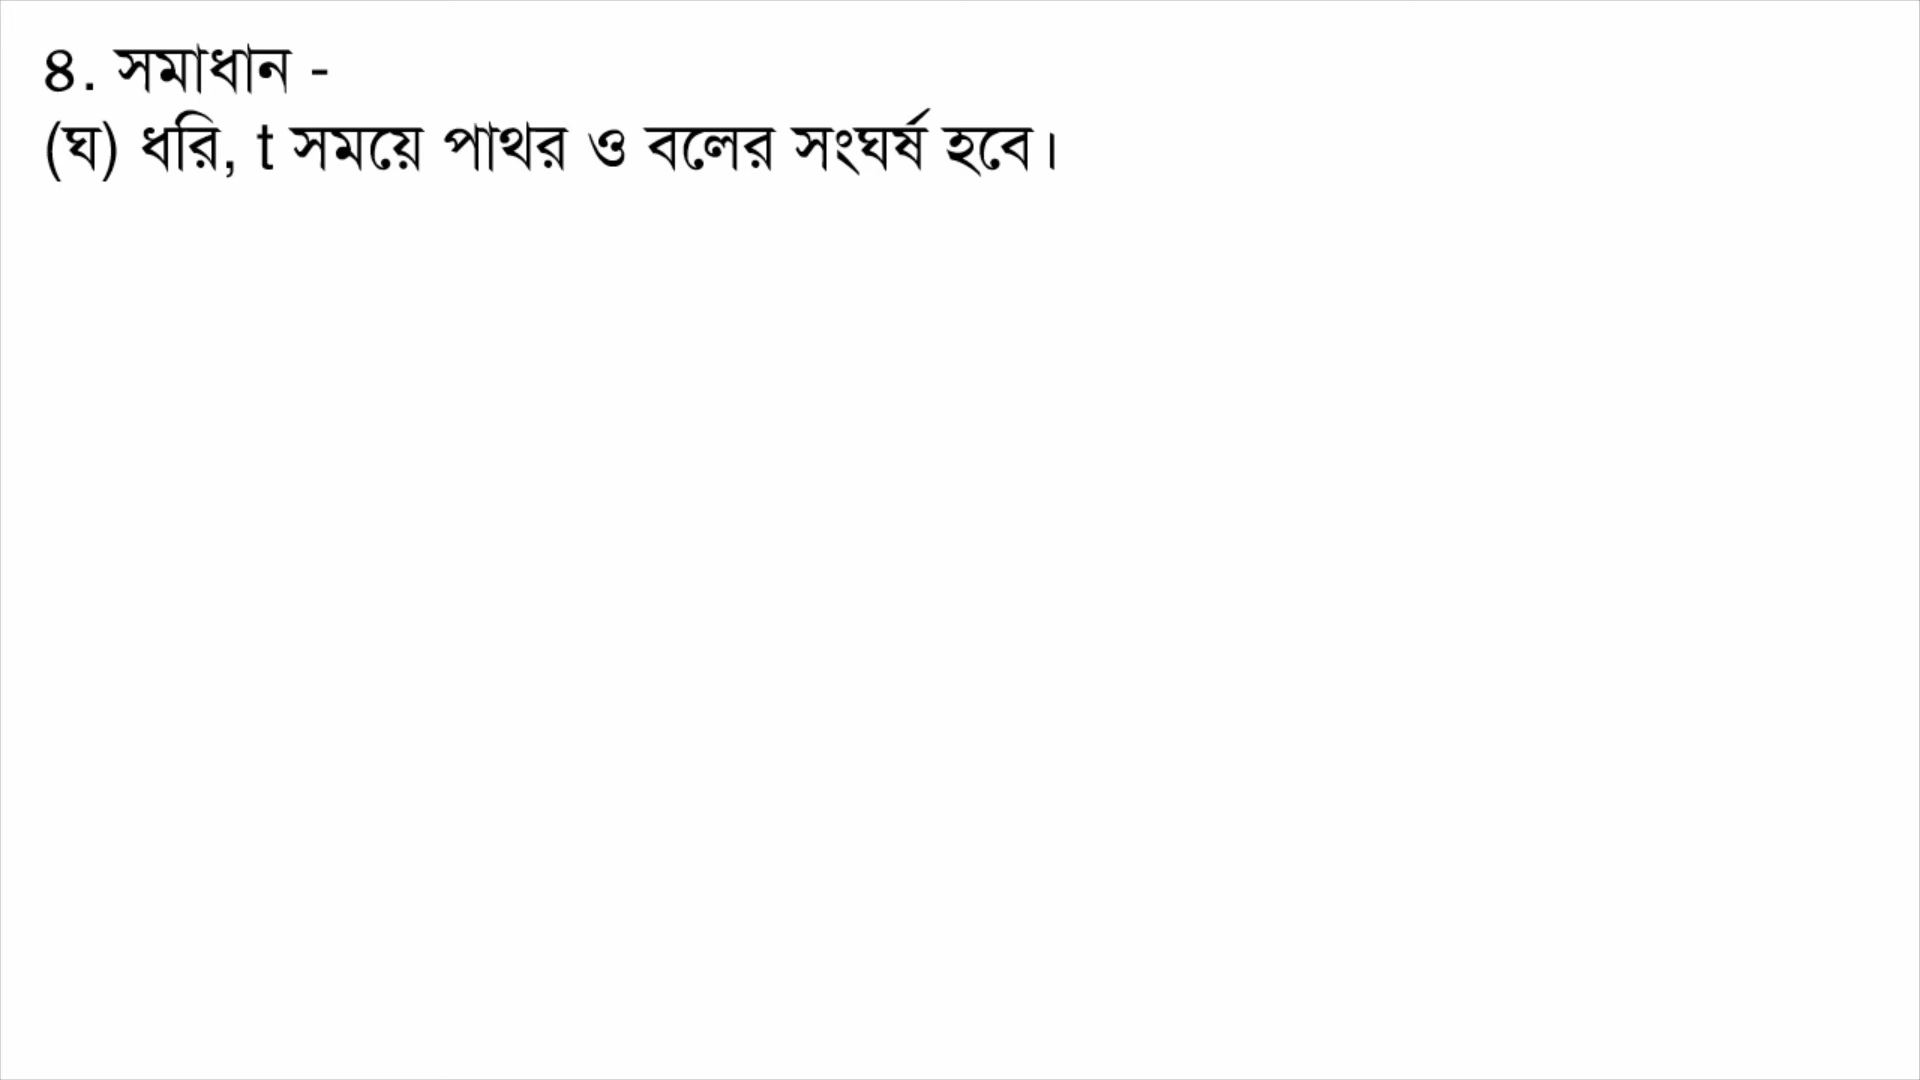 ৪. সমাধান -
(ঘ) ধরি, t সময়ে পাথর ও বলের সংঘর্ষ হবে।